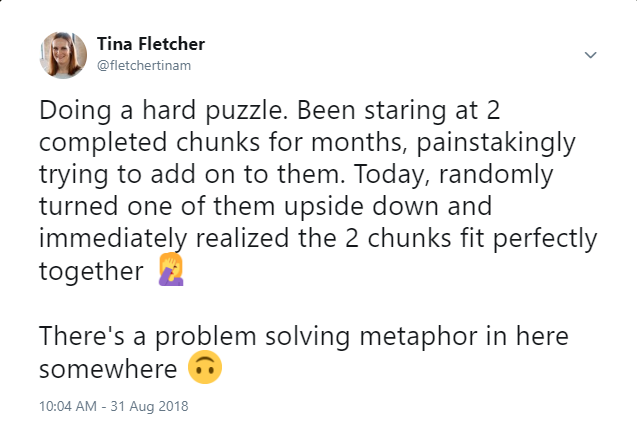 Tina Fletcher
@fletchertinam
Doing a hard puzzle. Been staring at 2
completed chunks for months, painstakingly
trying to add on to them. Today, randomly
turned one of them upside down and
immediately realized the 2 chunks fit perfectly
together 🤦‍♀️
There's a problem solving metaphor in here
somewhere 🙃
10:04 AM - 31 Aug 2018